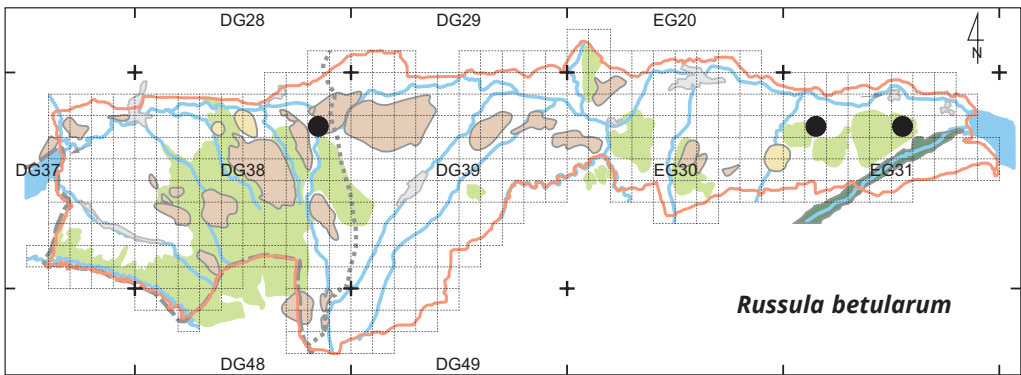 DG28 DG29 EG20
N
DG37 DG38 DG39 EG30 EG31
Russula betularum
DG48 DG49